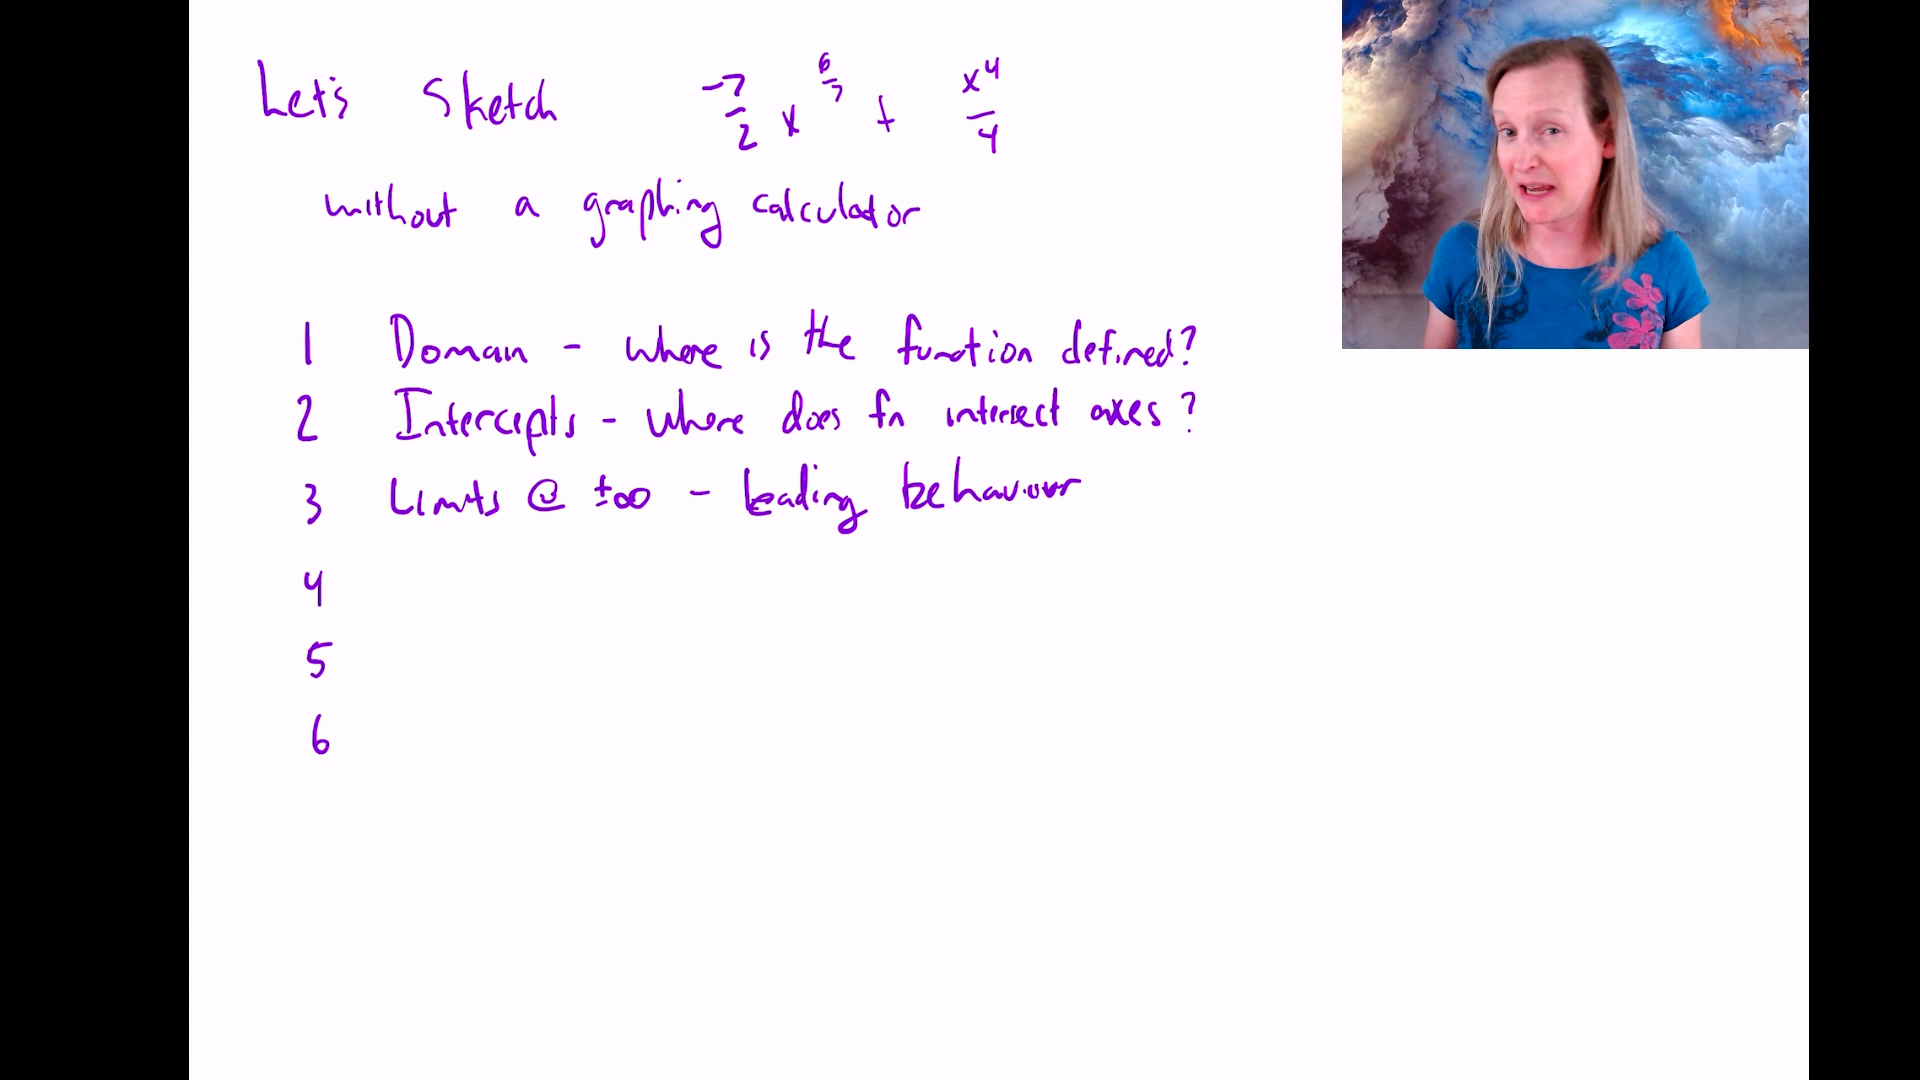 Let's Sketch -7/2 x^(6/7) + x^4/4
without a graphing calculator
1 Doman - where is the function defined?
2 Intercepts - where does fn intersect axes?
3 Limits @ ±∞ - leading behaviour
4
5
6